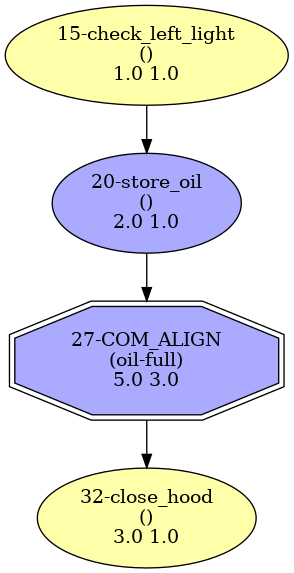 15-check_left_light
()
1.0 1.0
20-store_oil
()
2.0 1.0
27-COM_ALIGN
(oil-full)
5.0 3.0
32-close_hood
()
3.0 1.0